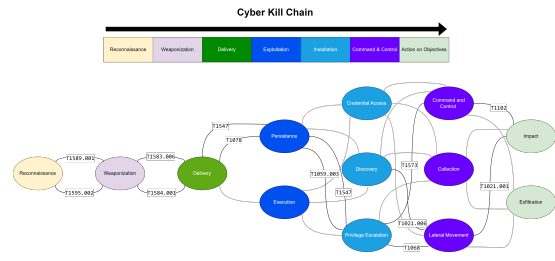 Cyber Kill Chain
Reconnaissance
Weaponization
Delivery
Exploitation
Installation
Command & Control
Action on Objectives
Credential Access
Command and
Control
T1102
T1547
T1078
Persistance
Impact
T1589.001
T1583.006
T1573
Reconnaissance
Weaponization
Delivery
Discovery
Collection
T1059.003
T1595.002
T1584.001
T1547
T1021.001
Execution
Exfiltration
T1021.006
Privilege Escalation
Lateral Movement
T1068